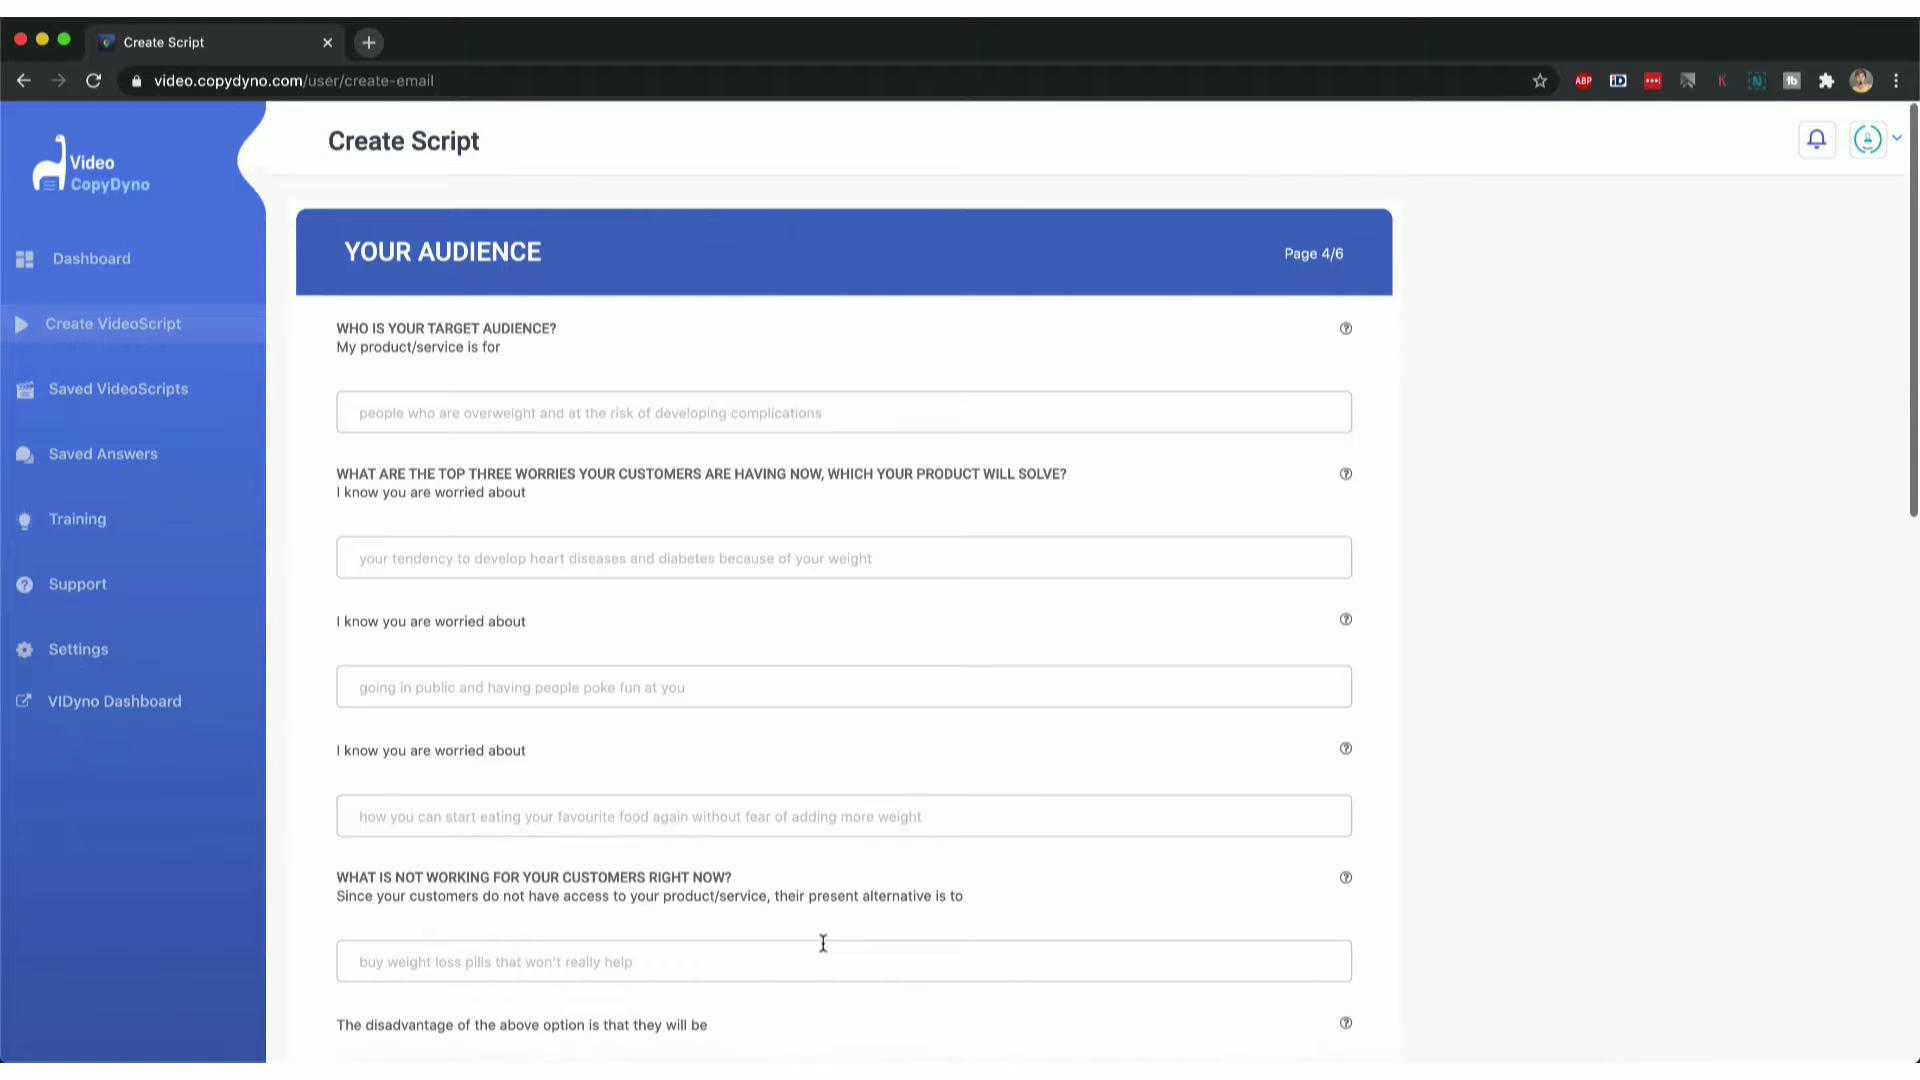 Create Script
video.copydyno.com/user/create-email
ABP
Video
CopyDyno
Create Script
Dashboard
Create VideoScript
Saved VideoScripts
Saved Answers
Training
Support
Settings
VIDyno Dashboard
YOUR AUDIENCE
Page 4/6
WHO IS YOUR TARGET AUDIENCE?
My product/service is for
people who are overweight and at the risk of developing complications
WHAT ARE THE TOP THREE WORRIES YOUR CUSTOMERS ARE HAVING NOW, WHICH YOUR PRODUCT WILL SOLVE?
I know you are worried about
your tendency to develop heart diseases and diabetes because of your weight
I know you are worried about
going in public and having people poke fun at you
I know you are worried about
how you can start eating your favourite food again without fear of adding more weight
WHAT IS NOT WORKING FOR YOUR CUSTOMERS RIGHT NOW?
Since your customers do not have access to your product/service, their present alternative is to
buy weight loss pills that won't really help
The disadvantage of the above option is that they will be